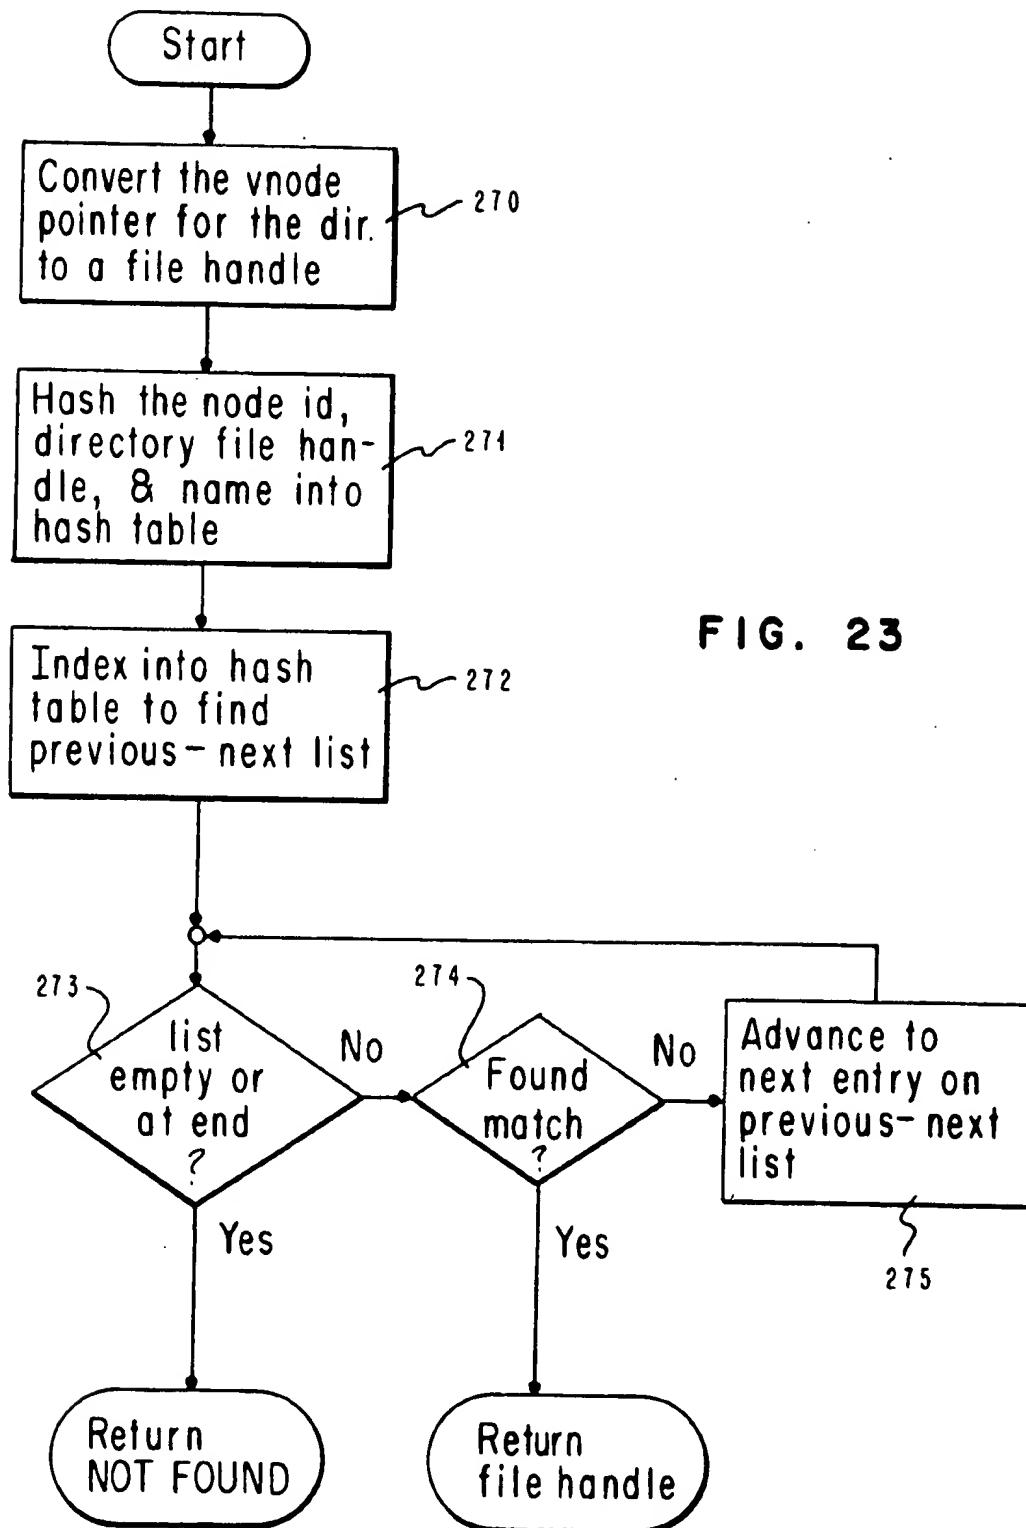 Start
Convert the vnode
pointer for the dir.
to a file handle
270
Hash the node id,
directory file han-
dle, & name into
hash table
271
Index into hash
table to find
previous-next list
272
FIG. 23
273
list
empty or
at end
?
No
274
Found
match
?
No
Advance to
next entry on
previous-next
list
275
Yes
Yes
Return
NOT FOUND
Return
file handle